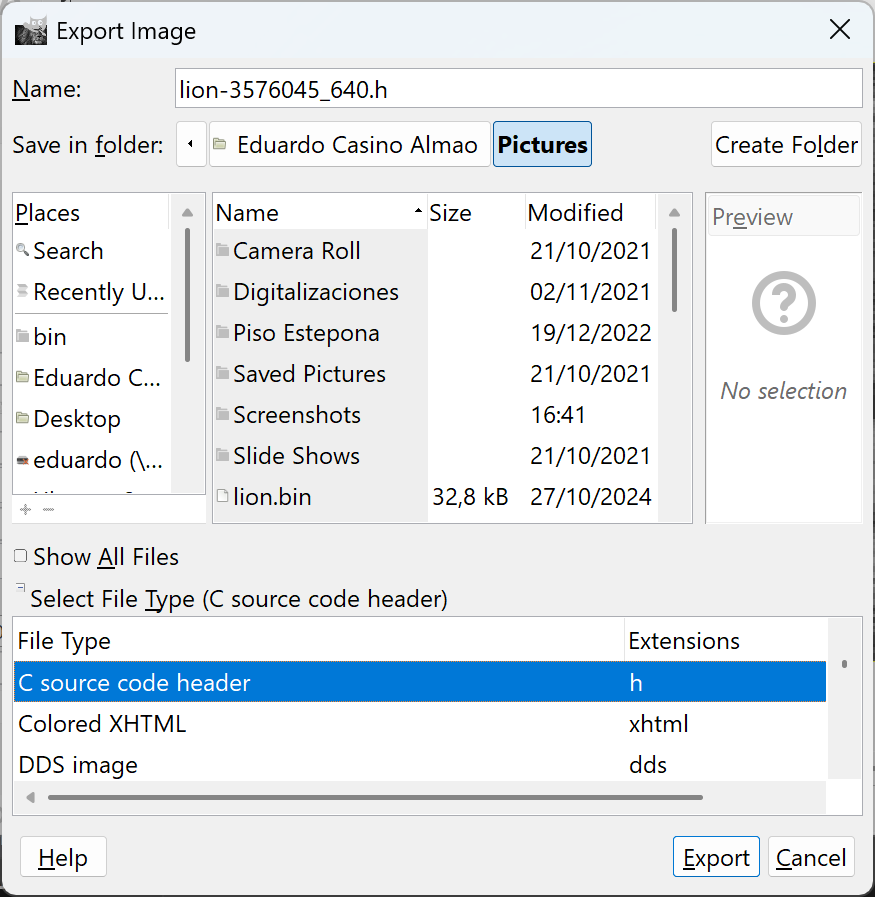 Export Image
Name: lion-3576045_640.h
Save in folder: Eduardo Casino Almao Pictures Create Folder
Places Name Size Modified Preview
Search Camera Roll 21/10/2021
Recently U... Digitalizaciones 02/11/2021
bin Piso Estepona 19/12/2022
Eduardo C... Saved Pictures 21/10/2021
Desktop Screenshots 16:41 No selection
eduardo (\... Slide Shows 21/10/2021
lion.bin 32,8 kB 27/10/2024
Show All Files
Select File Type (C source code header)
File Type Extensions
C source code header h
Colored XHTML xhtml
DDS image dds
Help Export Cancel